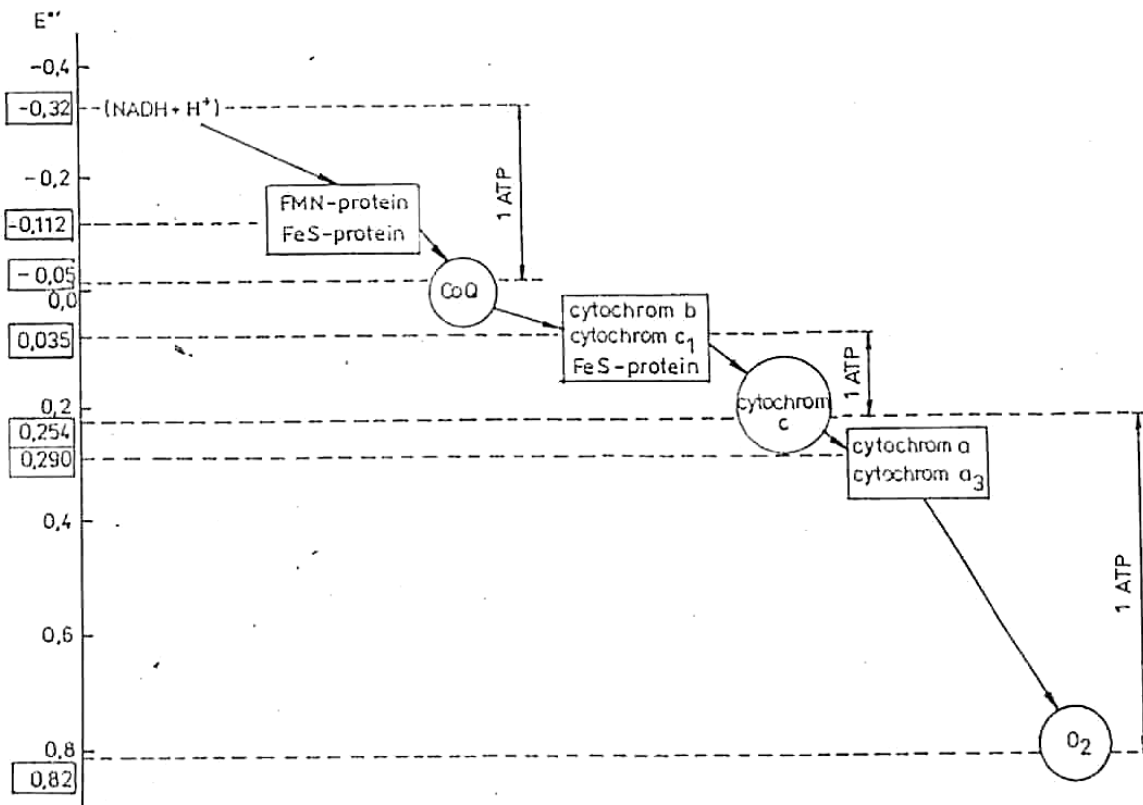 E°'
-0,4
-0,32
(NADH + H⁺)
-0,2
FMN-protein
FeS-protein
1 ATP
-0,112
-0,05
CoQ
0,0
0,035
cytochrom b
cytochrom c₁
FeS-protein
1 ATP
0,2
cytochrom
c
0,254
0,290
cytochrom a
cytochrom a₃
0,4
1 ATP
0,6
0,8
O₂
0,82